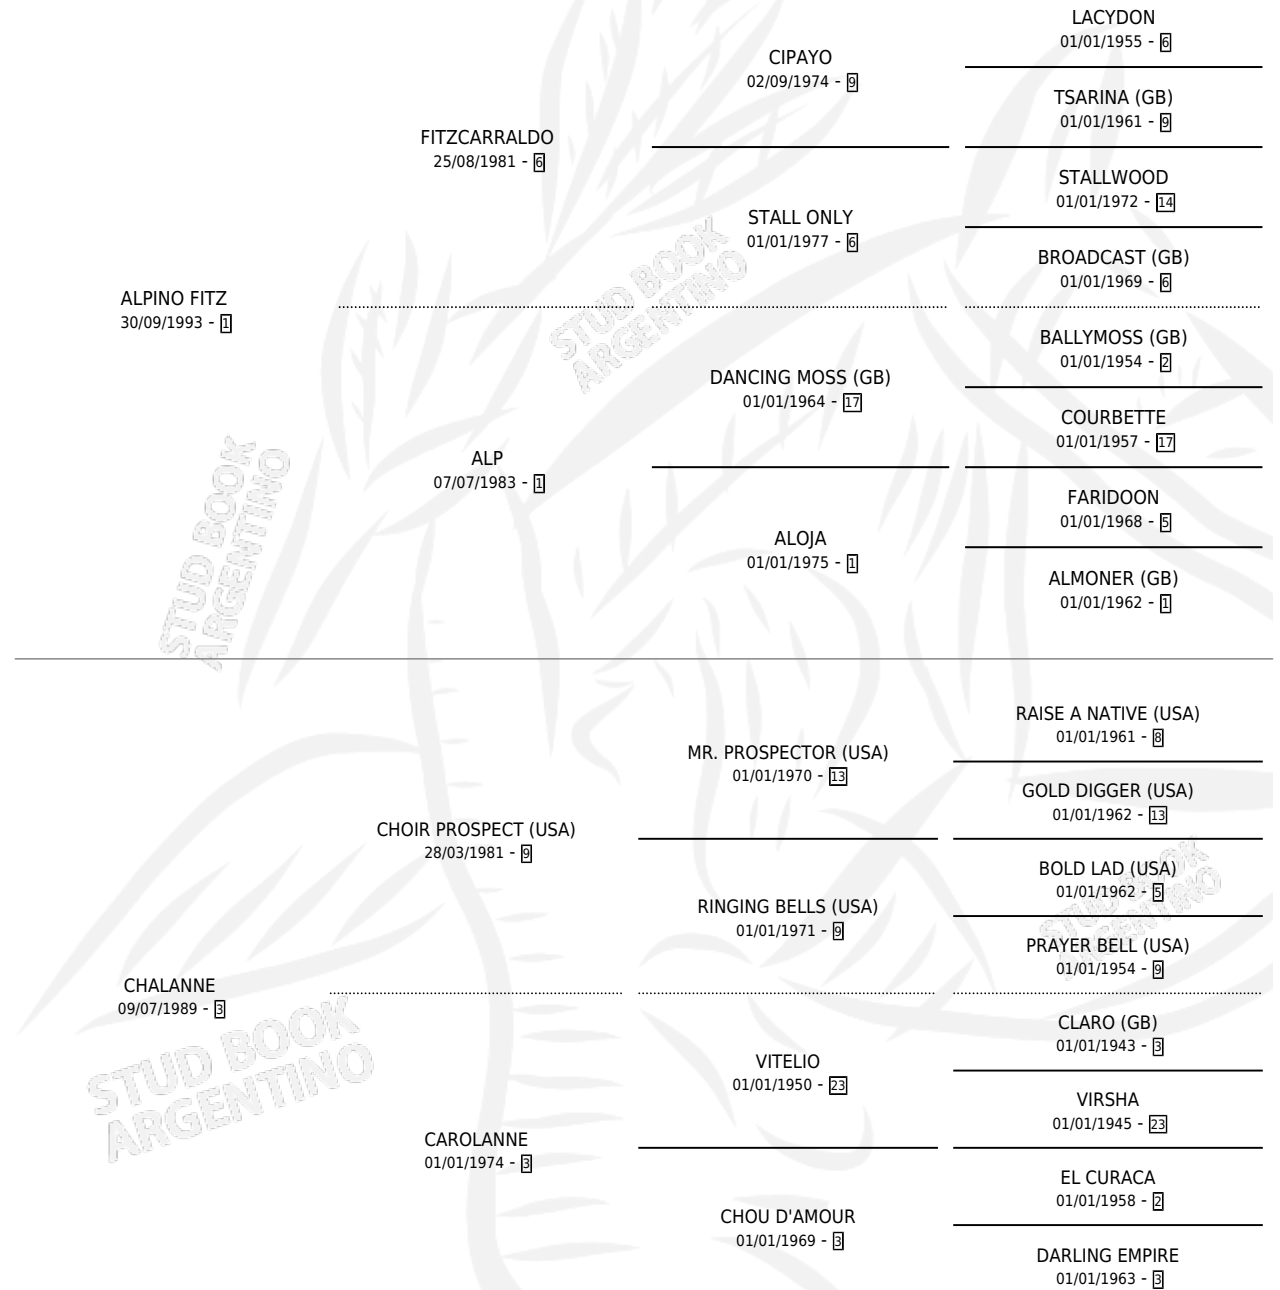 LACYDON
01/01/1955 - 6
CIPAYO
02/09/1974 - 9
TSARINA (GB)
01/01/1961 - 9
FITZCARRALDO
25/08/1981 - 6
STALLWOOD
01/01/1972 - 14
STALL ONLY
01/01/1977 - 6
BROADCAST (GB)
01/01/1969 - 6
ALPINO FITZ
30/09/1993 - 1
BALLYMOSS (GB)
01/01/1954 - 2
DANCING MOSS (GB)
01/01/1964 - 17
COURBETTE
01/01/1957 - 17
ALP
07/07/1983 - 1
FARIDOON
01/01/1968 - 5
ALOJA
01/01/1975 - 1
ALMONER (GB)
01/01/1962 - 1
RAISE A NATIVE (USA)
01/01/1961 - 8
MR. PROSPECTOR (USA)
01/01/1970 - 13
GOLD DIGGER (USA)
01/01/1962 - 13
CHOIR PROSPECT (USA)
28/03/1981 - 9
BOLD LAD (USA)
01/01/1962 - 5
RINGING BELLS (USA)
01/01/1971 - 9
PRAYER BELL (USA)
01/01/1954 - 9
CHALANNE
09/07/1989 - 3
CLARO (GB)
01/01/1943 - 3
VITELIO
01/01/1950 - 23
VIRSHA
01/01/1945 - 23
CAROLANNE
01/01/1974 - 3
EL CURACA
01/01/1958 - 2
CHOU D'AMOUR
01/01/1969 - 3
DARLING EMPIRE
01/01/1963 - 3
STUD BOOK
ARGENTINO
STUD BOOK
ARGENTINO
STUD BOOK
ARGENTINO
STUD BOOK
ARGENTINO